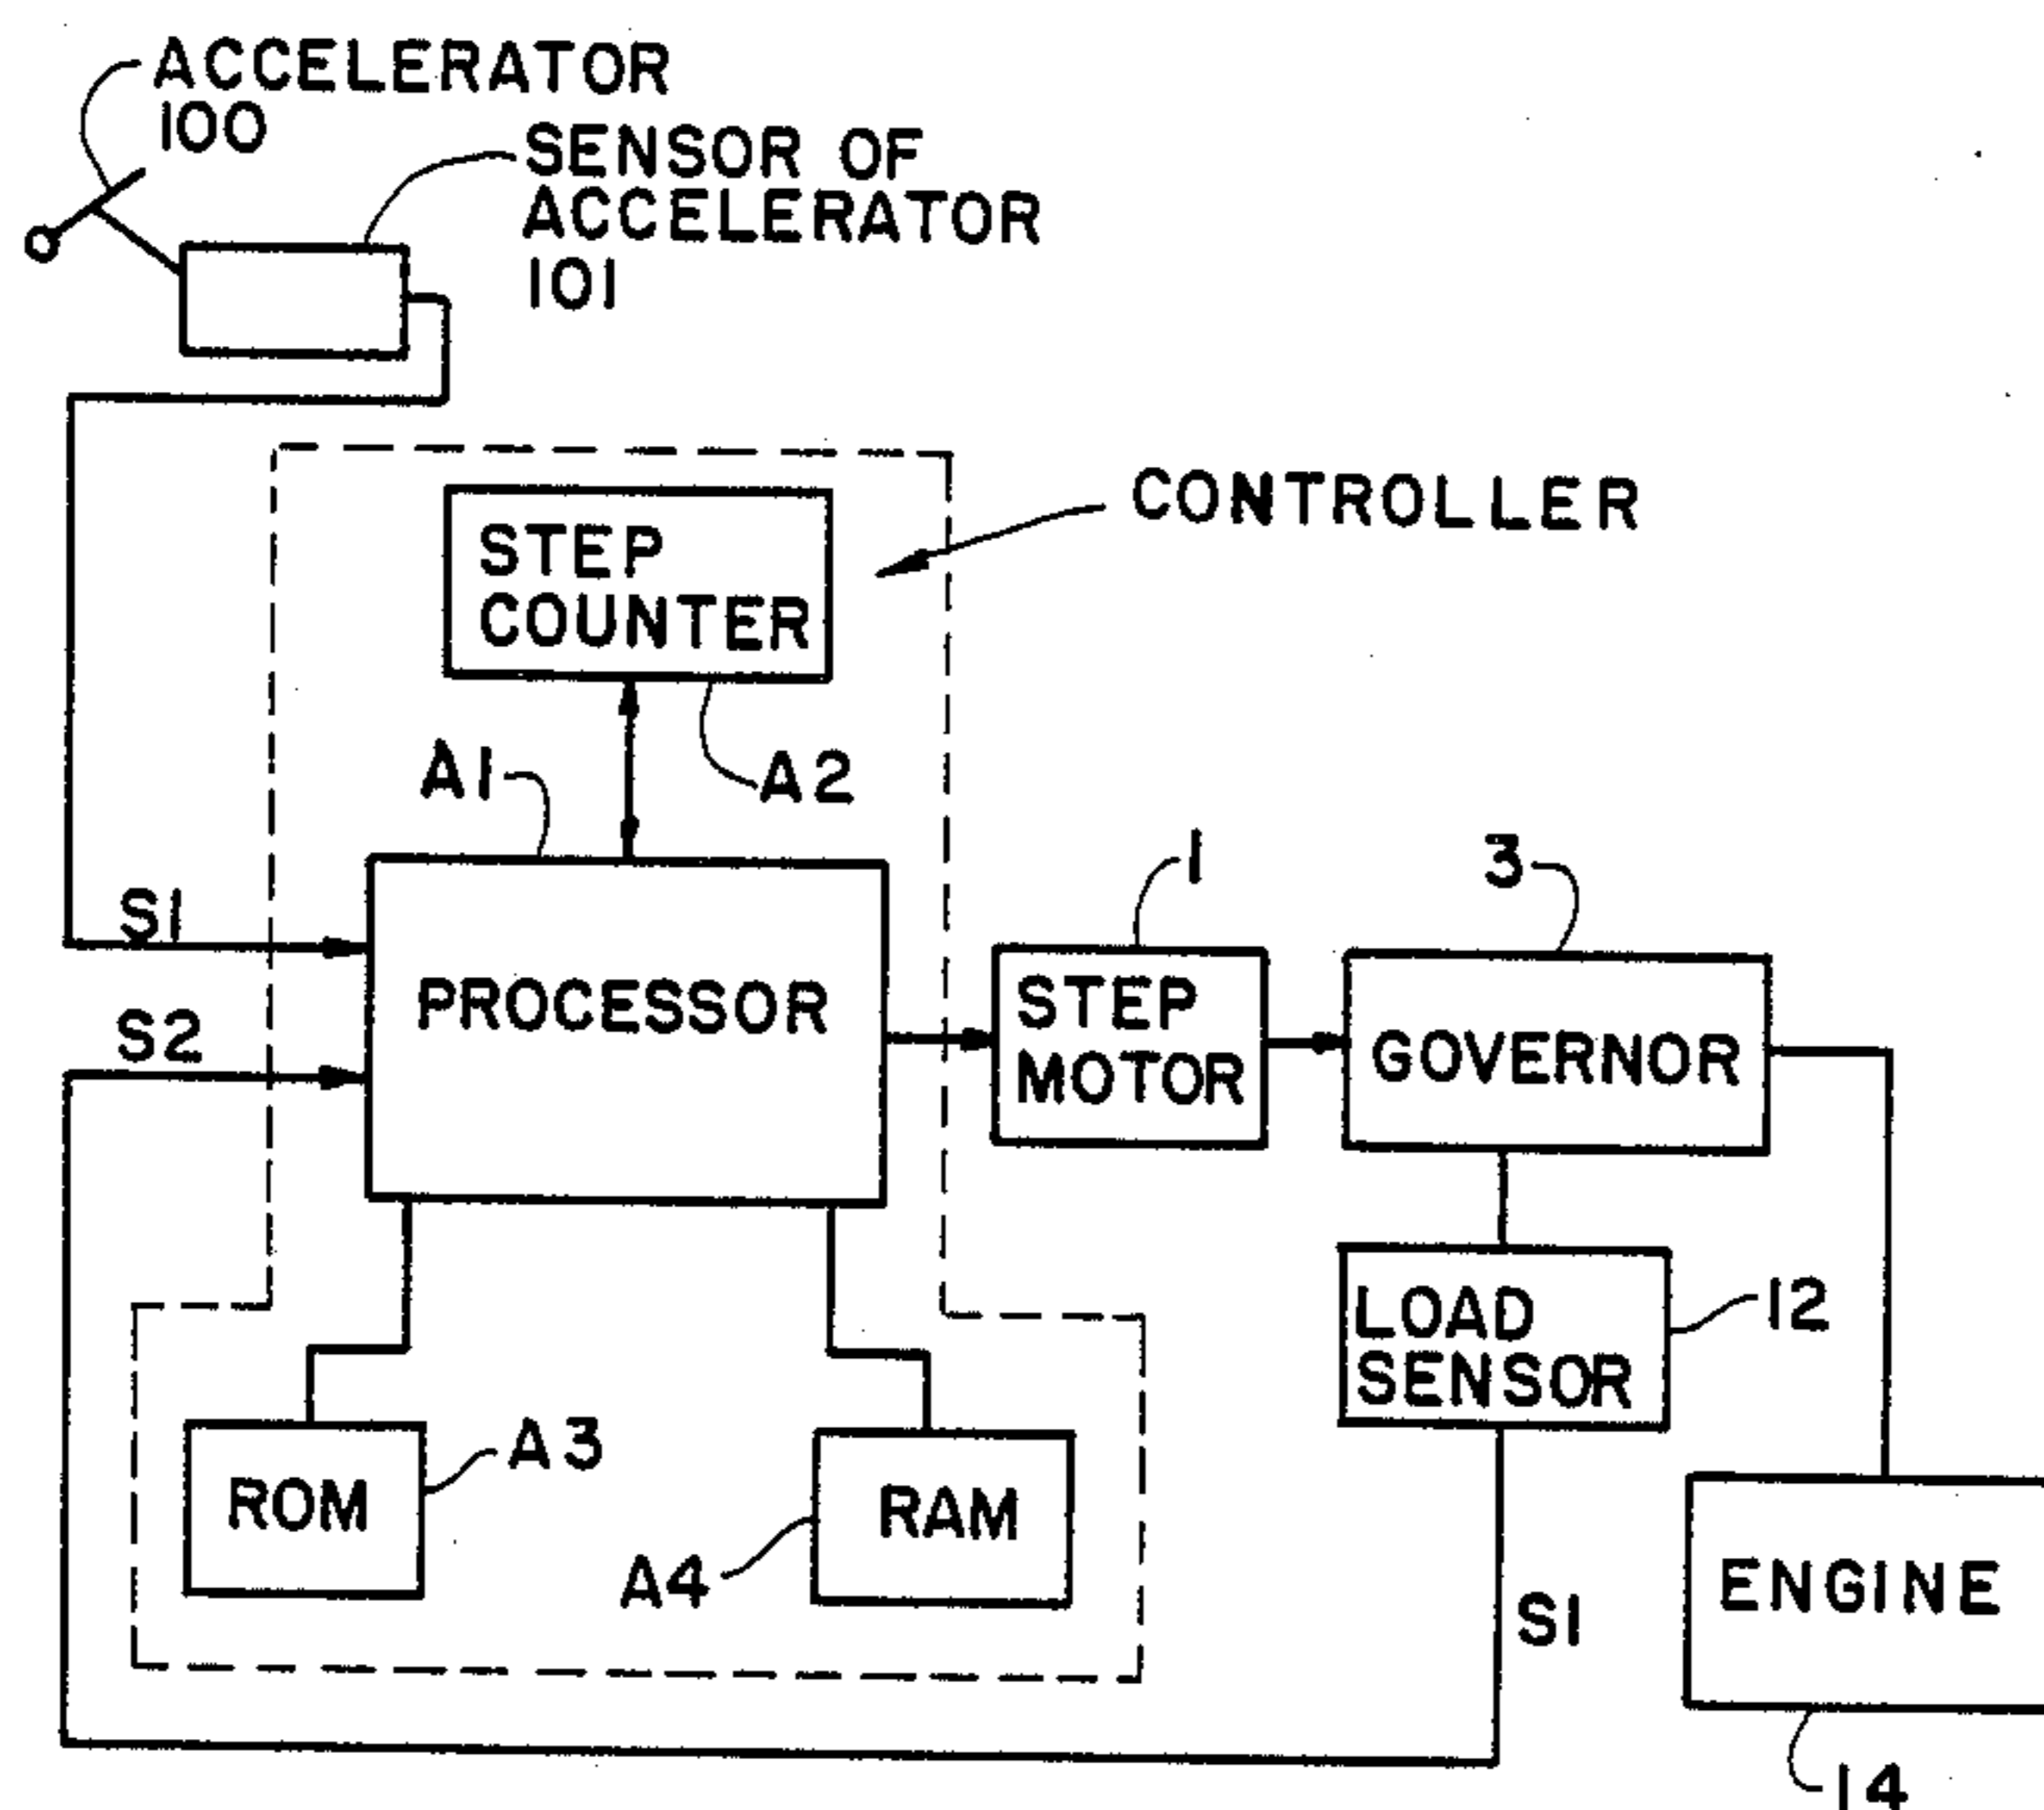 ACCELERATOR
100
SENSOR OF
ACCELERATOR
101
CONTROLLER
STEP
COUNTER
A1
A2
1
3
S1
PROCESSOR
STEP
MOTOR
GOVERNOR
S2
LOAD
SENSOR
12
A3
ROM
RAM
A4
S1
ENGINE
14